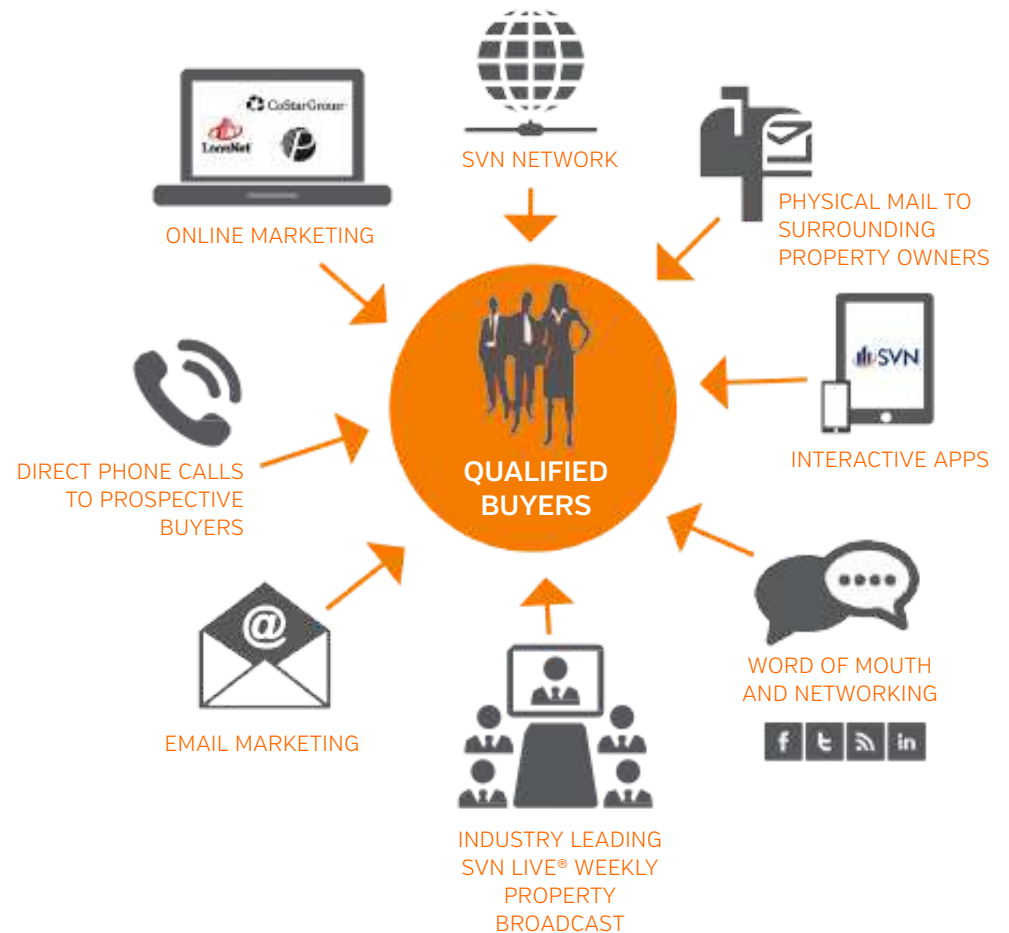 SVN NETWORK
CoStarGroup
LoopNet
P
ONLINE MARKETING
PHYSICAL MAIL TO
SURROUNDING
PROPERTY OWNERS
SVN
INTERACTIVE APPS
QUALIFIED
BUYERS
DIRECT PHONE CALLS
TO PROSPECTIVE
BUYERS
@
EMAIL MARKETING
WORD OF MOUTH
AND NETWORKING
f t in
INDUSTRY LEADING
SVN LIVE® WEEKLY
PROPERTY
BROADCAST